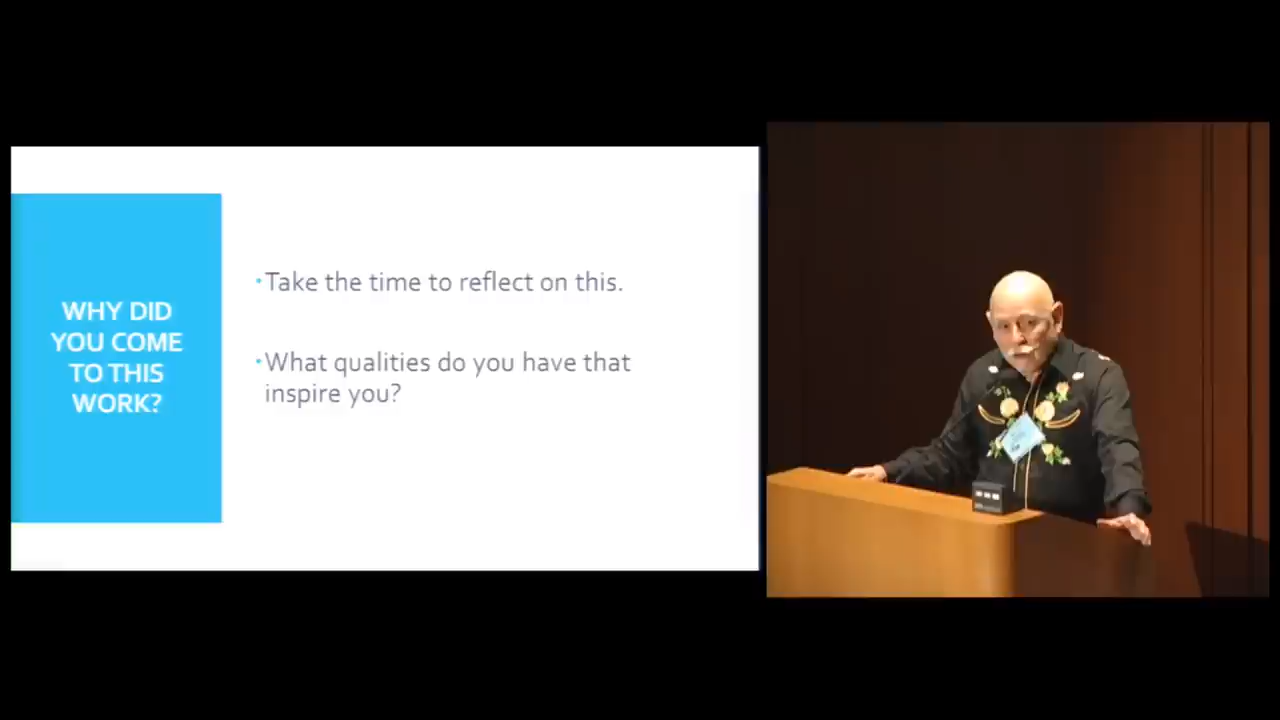 WHY DID
YOU COME
TO THIS
WORK?
•Take the time to reflect on this.
•What qualities do you have that
inspire you?